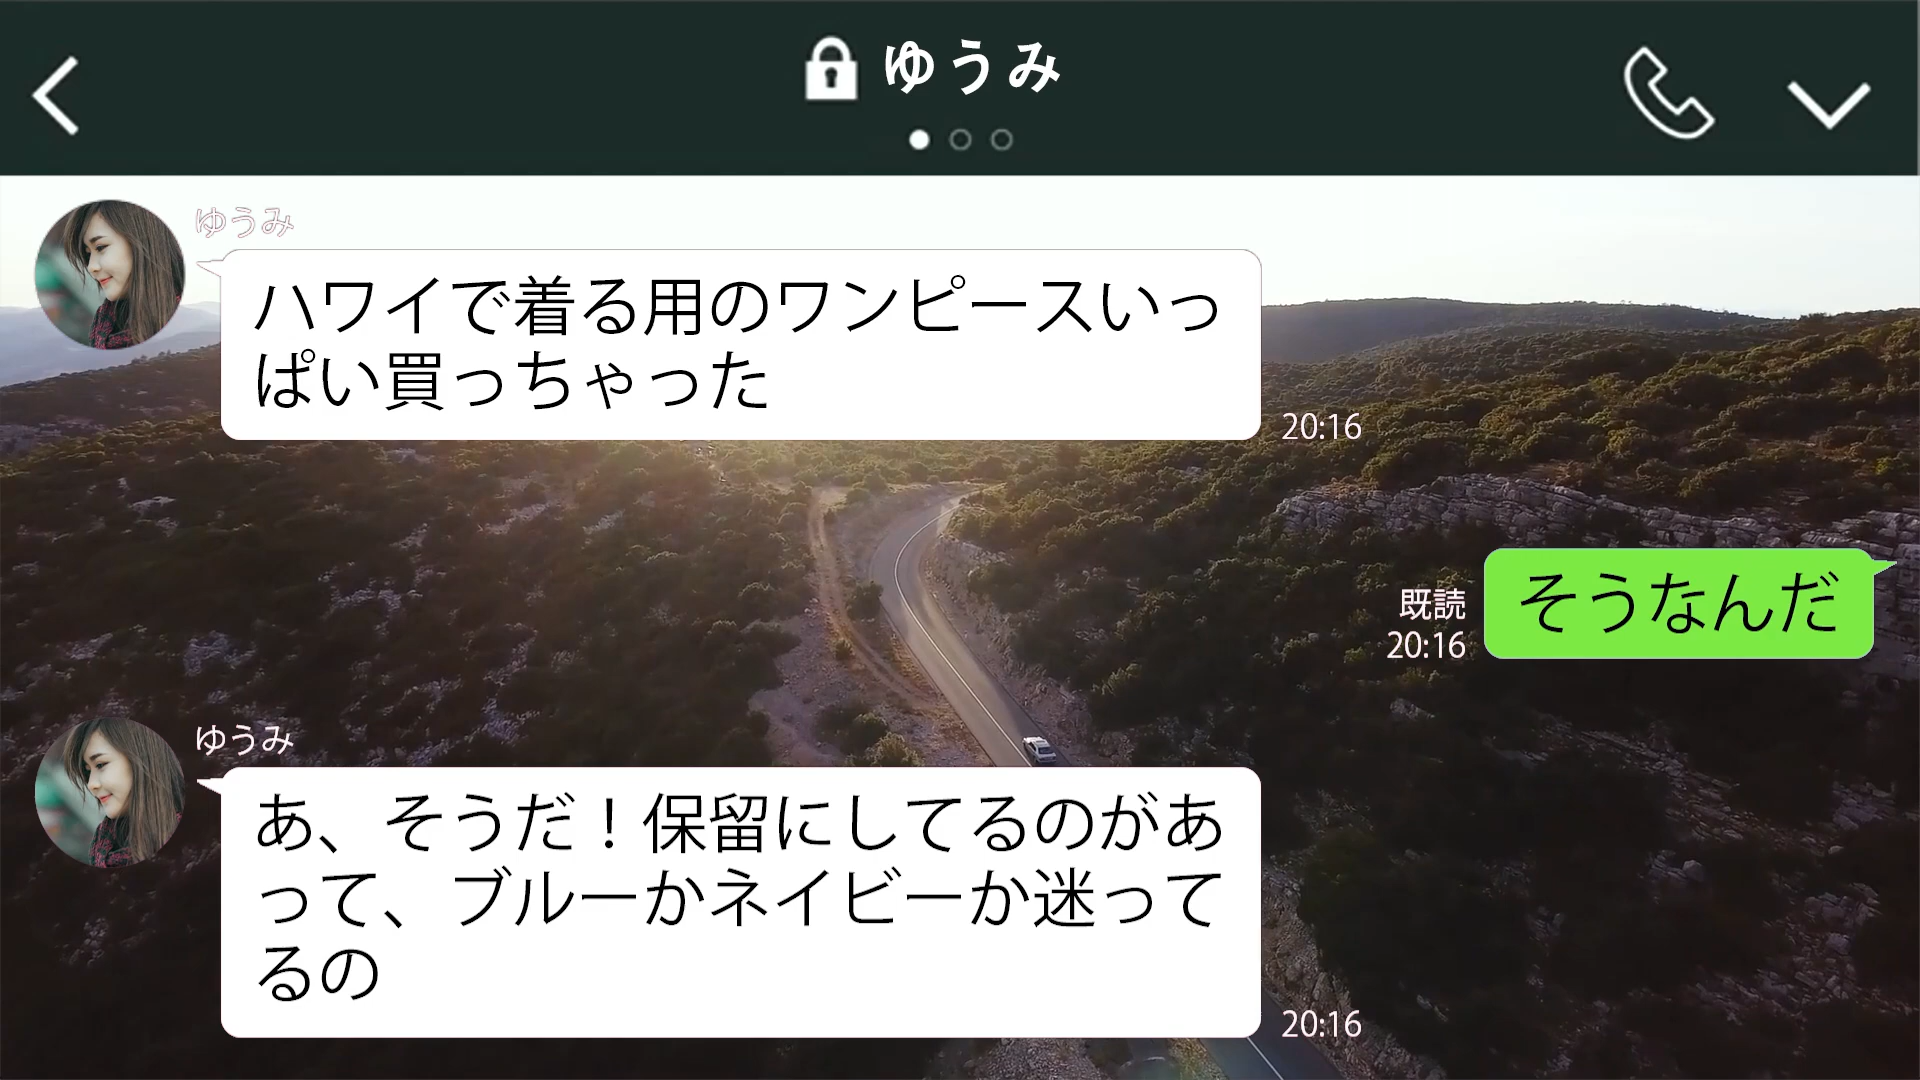 ゆうみ
ゆうみ
ハワイで着る用のワンピースいっ
ぱい買っちゃった
20:16
そうなんだ
既読
20:16
ゆうみ
あ、そうだ！保留にしてるのがあ
って、ブルーかネイビーか迷って
るの
20:16